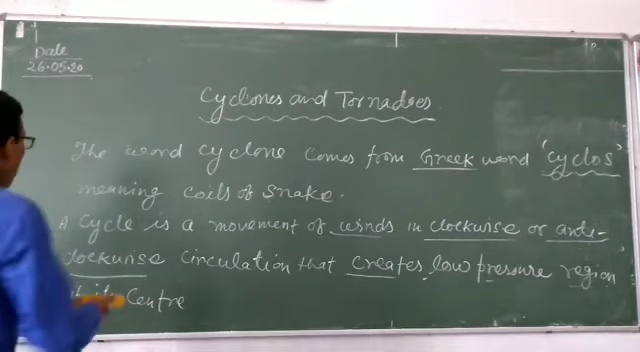 Date
26.05.20
Cyclones and Tornadoes.
The word cyclone comes from Greek word 'cyclos'
meaning coils of snake.
A cycle is a movement of winds in clockwise or anti-
clockwise circulation that creates low pressure region
Centre